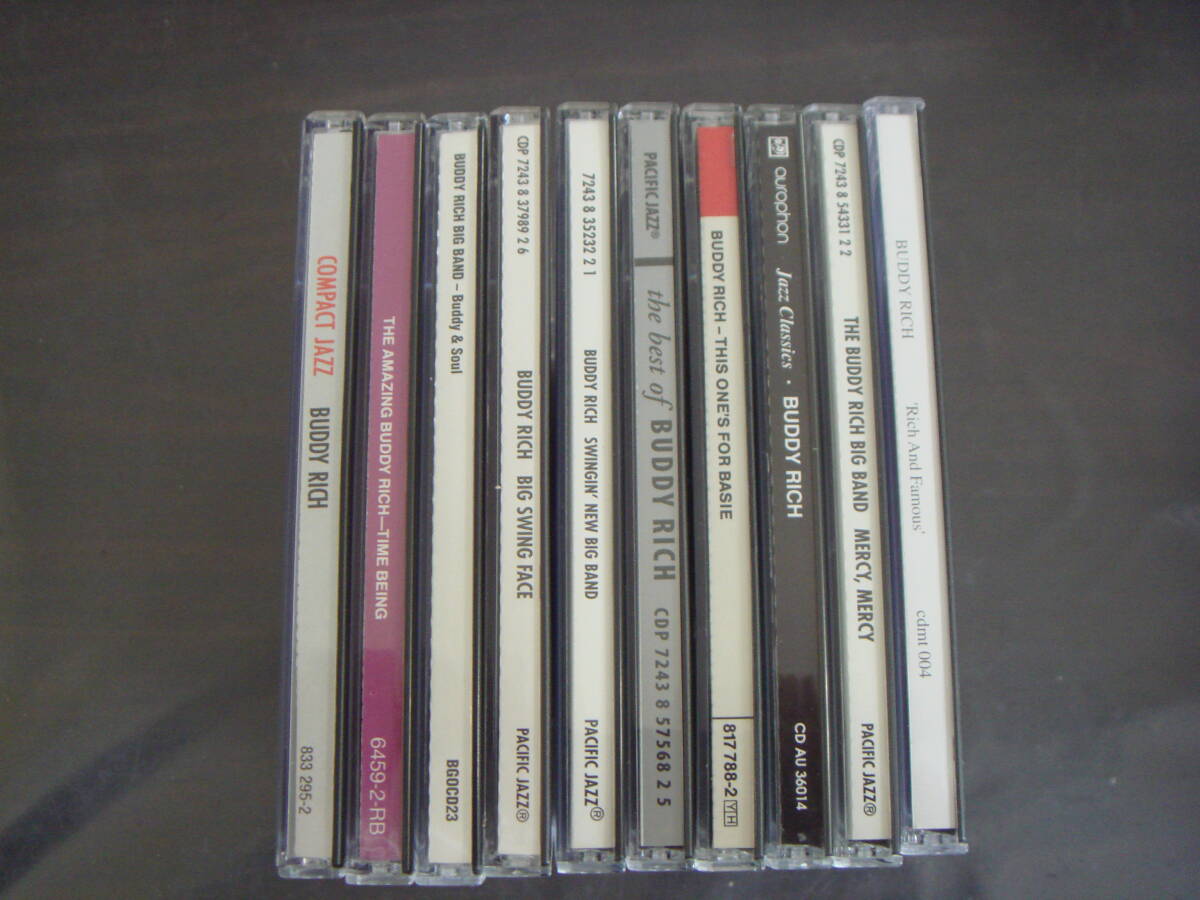 COMPACT JAZZ BUDDY RICH 833 295-2
THE AMAZING BUDDY RICH—TIME BEING 6459-2-RB
BUDDY RICH BIG BAND – Buddy & Soul BGOCD23
CDP 7243 8 37989 2 6 BUDDY RICH BIG SWING FACE PACIFIC JAZZ®
7243 8 35232 2 1 BUDDY RICH SWINGIN' NEW BIG BAND PACIFIC JAZZ®
PACIFIC JAZZ® the best of BUDDY RICH CDP 7243 8 57568 2 5
BUDDY RICH – THIS ONE'S FOR BASIE 817 788-2 Y|H
aurophon Jazz Classics · BUDDY RICH CD AU 36014
CDP 7243 8 54331 2 2 THE BUDDY RICH BIG BAND MERCY, MERCY PACIFIC JAZZ®
BUDDY RICH 'Rich And Famous' cdmt 004